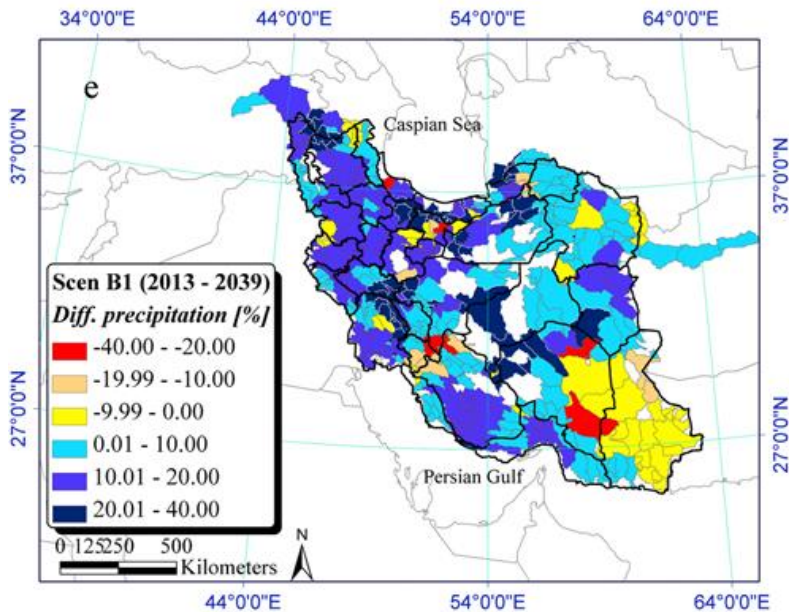 34°0'0"E 44°0'0"E 54°0'0"E 64°0'0"E
e
Caspian Sea
37°0'0"N 37°0'0"N
Scen B1 (2013 - 2039)
Diff. precipitation [%]
-40.00 - -20.00
-19.99 - -10.00
-9.99 - 0.00
0.01 - 10.00
10.01 - 20.00
20.01 - 40.00
27°0'0"N 27°0'0"N
Persian Gulf
0 125250 500
Kilometers
N
44°0'0"E 54°0'0"E 64°0'0"E